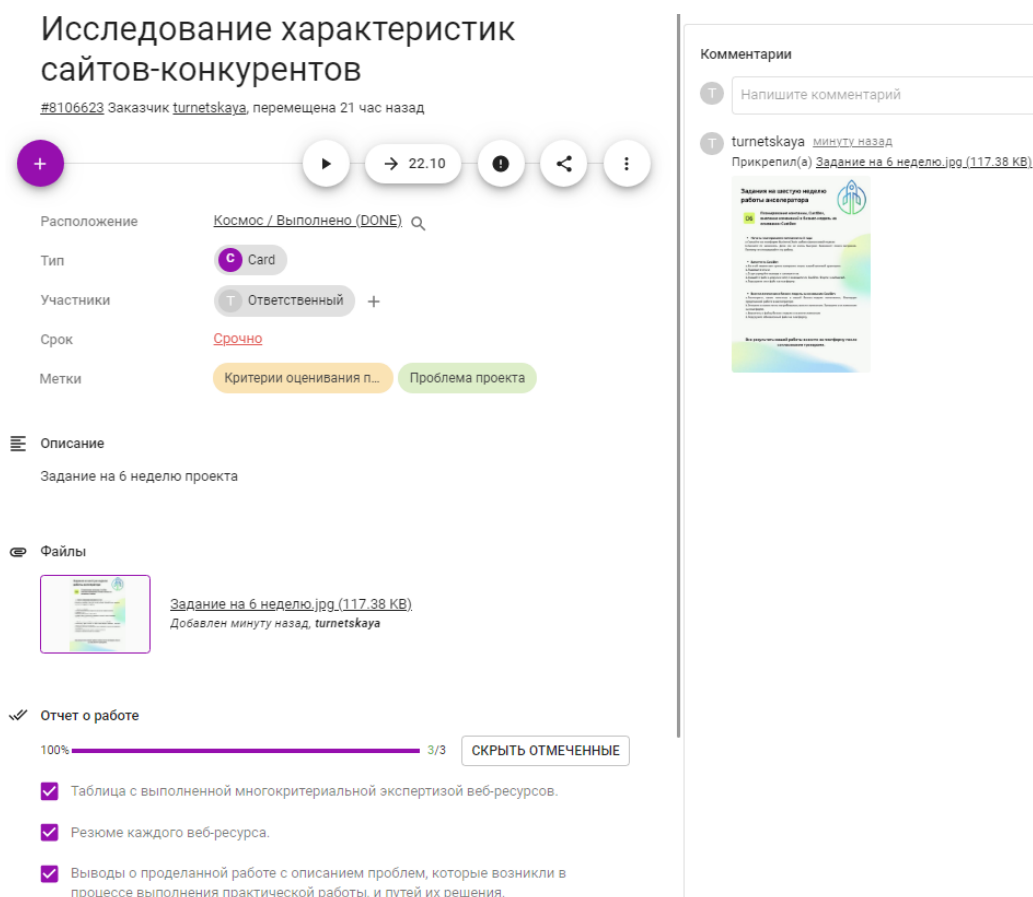 Исследование характеристик
сайтов-конкурентов
#8106623 Заказчик turnetskaya, перемещена 21 час назад
+
→ 22.10
Расположение Космос / Выполнено (DONE)
Тип C Card
Участники T Ответственный +
Срок Срочно
Метки Критерии оценивания п... Проблема проекта
Описание
Задание на 6 неделю проекта
Файлы
Задание на 6 неделю.jpg (117.38 KB)
Добавлен минуту назад, turnetskaya
Отчет о работе
100% 3/3 СКРЫТЬ ОТМЕЧЕННЫЕ
Таблица с выполненной многокритериальной экспертизой веб-ресурсов.
Резюме каждого веб-ресурса.
Выводы о проделанной работе с описанием проблем, которые возникли в
процессе выполнения практической работы, и путей их решения.
Комментарии
T Напишите комментарий
T turnetskaya минуту назад
Прикрепил(а) Задание на 6 неделю.jpg (117.38 KB)
Задания на шестую неделю
работы акселератора